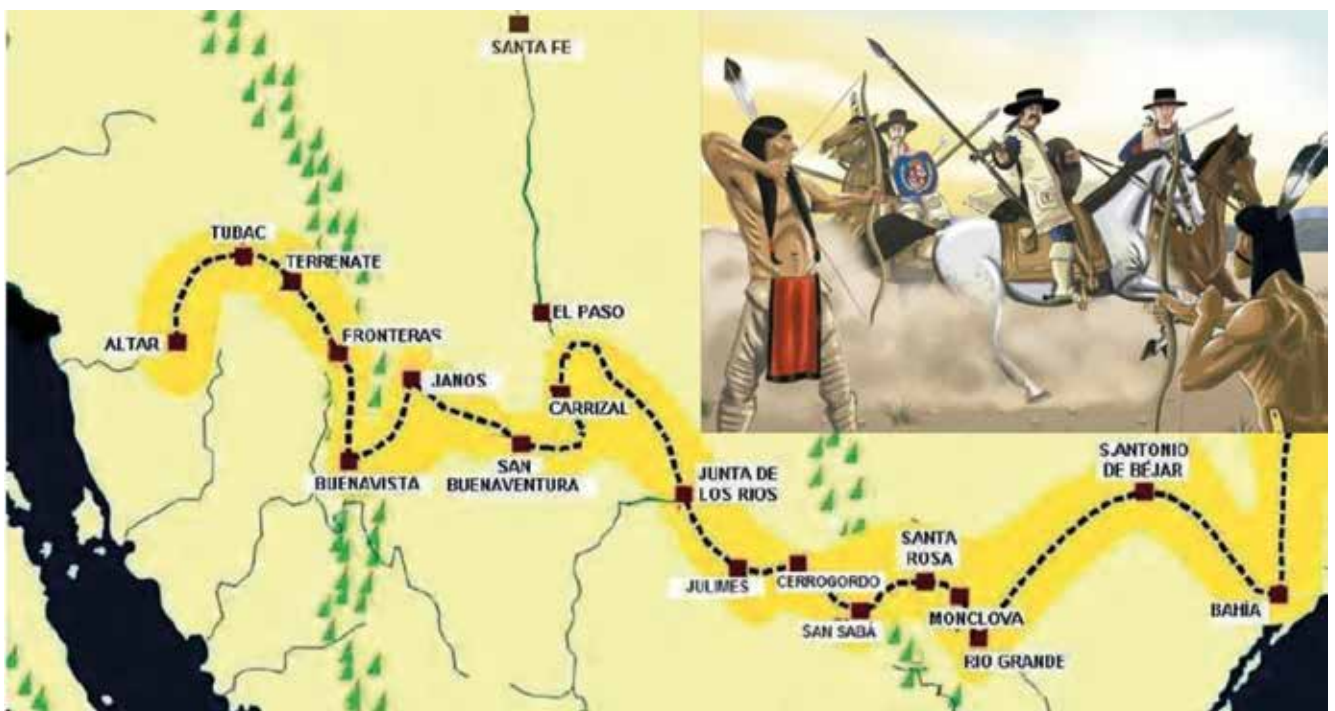 SANTA FE
TUBAC
TERRENATE
EL PASO
ALTAR
FRONTERAS
JANOS
CARRIZAL
SAN
BUENAVENTURA
BUENAVISTA
JUNTA DE
LOS RIOS
S.ANTONIO
DE BÉJAR
SANTA
ROSA
JULIMES
CERROGORDO
SAN SABÁ
MONCLOVA
BAHÍA
RIO GRANDE